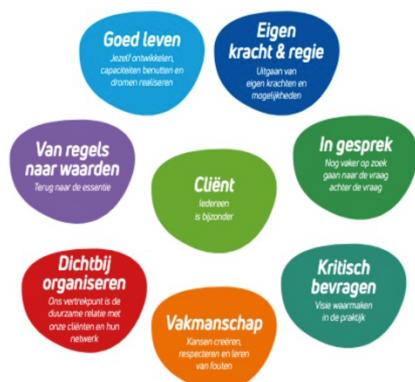 Goed leven
Jezelf ontwikkelen,
capaciteiten benutten en
dromen realiseren
Eigen
kracht & regie
Uitgaan van
eigen krachten en
mogelijkheden
Van regels
naar waarden
Terug naar de essentie
Cliënt
Iedereen
is bijzonder
In gesprek
Nog vaker op zoek
gaan naar de vraag
achter de vraag
Dichtbij
organiseren
Ons vertrekpunt is de
duurzame relatie met
onze cliënten en hun
netwerk
Vakmanschap
Kansen creëren,
respecteren en leren
van fouten
Kritisch
bevragen
Visie waarmaken
in de praktijk